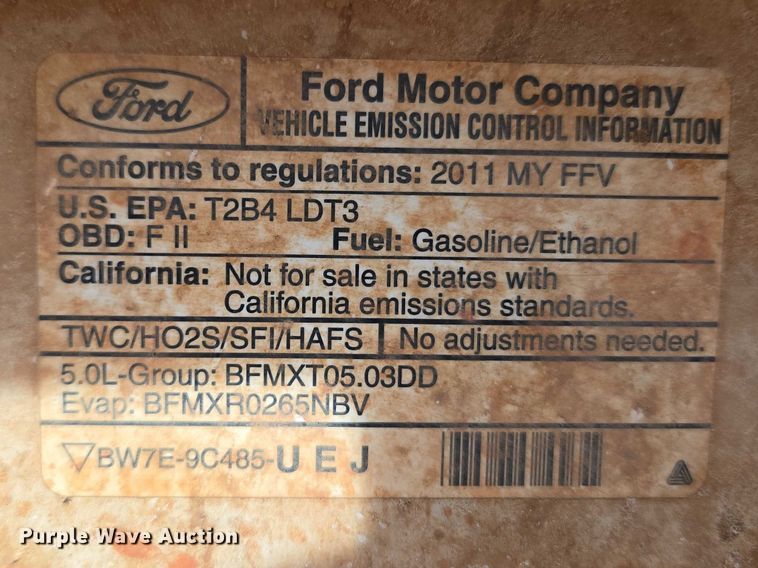 Ford
Ford Motor Company
VEHICLE EMISSION CONTROL INFORMATION
Conforms to regulations: 2011 MY FFV
U.S. EPA: T2B4 LDT3
OBD: F II Fuel: Gasoline/Ethanol
California: Not for sale in states with
California emissions standards.
TWC/HO2S/SFI/HAFS No adjustments needed.
5.0L-Group: BFMXT05.03DD
Evap: BFMXR0265NBV
BW7E-9C485-U E J
Purple Wave Auction